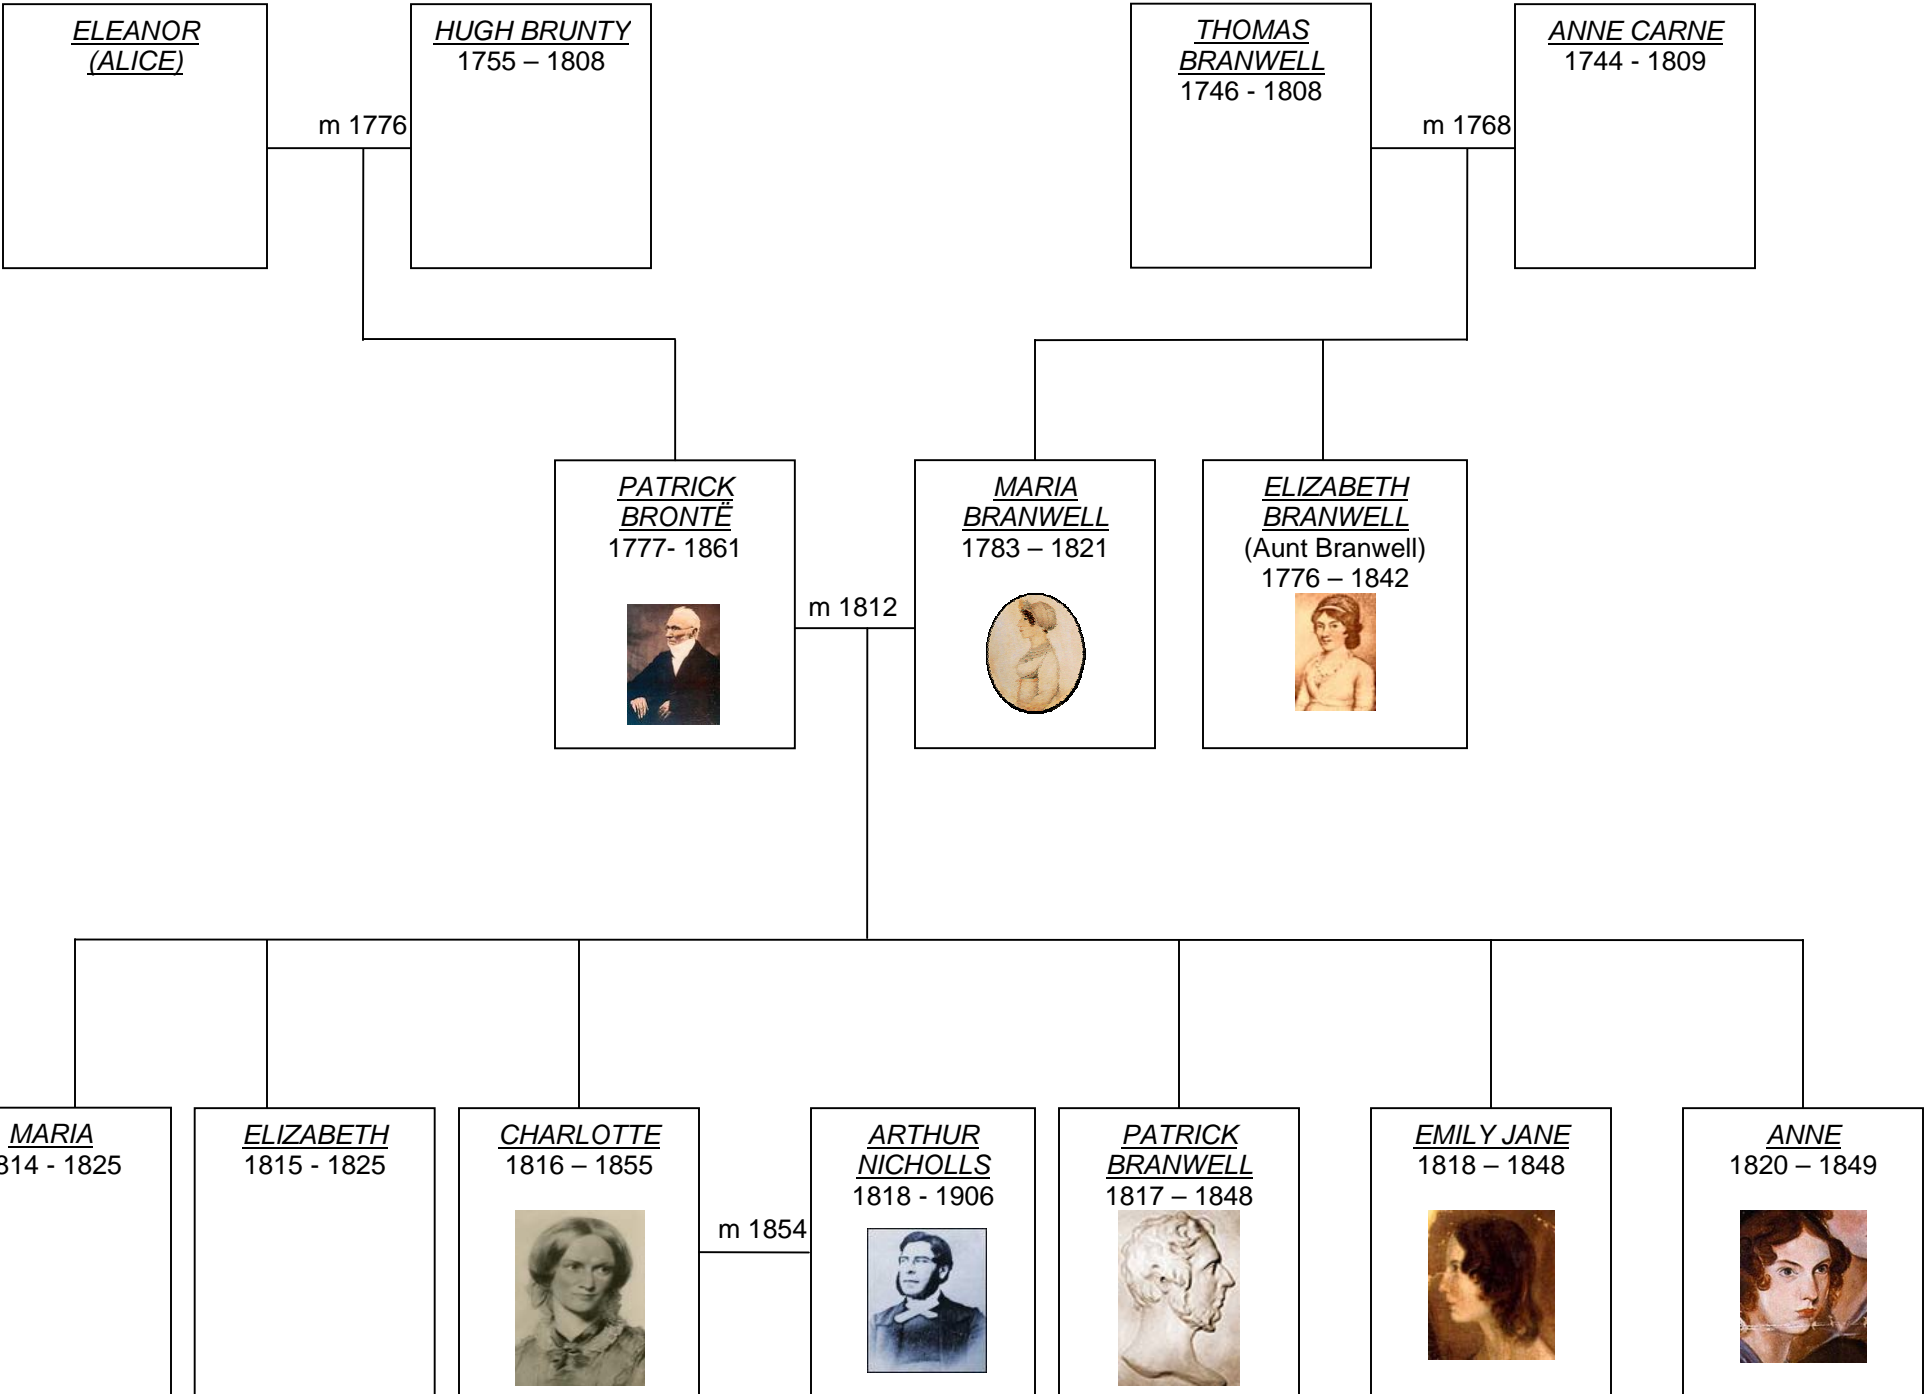 ELEANOR
(ALICE)
HUGH BRUNTY
1755 – 1808
THOMAS
BRANWELL
1746 - 1808
ANNE CARNE
1744 - 1809
m 1776
m 1768
PATRICK
BRONTË
1777- 1861
MARIA
BRANWELL
1783 – 1821
ELIZABETH
BRANWELL
(Aunt Branwell)
1776 – 1842
m 1812
MARIA
814 - 1825
ELIZABETH
1815 - 1825
CHARLOTTE
1816 – 1855
ARTHUR
NICHOLLS
1818 - 1906
PATRICK
BRANWELL
1817 – 1848
EMILY JANE
1818 – 1848
ANNE
1820 – 1849
m 1854